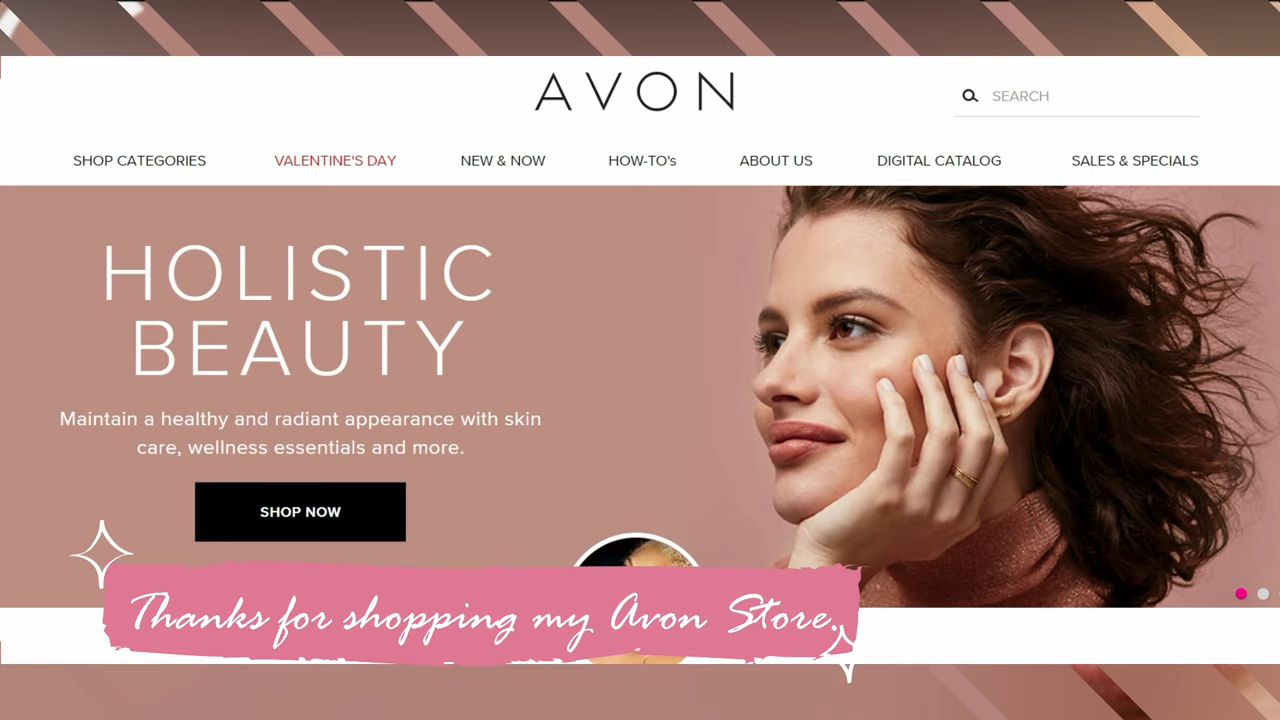 AVON
SEARCH
SHOP CATEGORIES VALENTINE'S DAY NEW & NOW HOW-TO's ABOUT US DIGITAL CATALOG SALES & SPECIALS
HOLISTIC
BEAUTY
Maintain a healthy and radiant appearance with skin
care, wellness essentials and more.
SHOP NOW
Thanks for shopping my Avon Store.